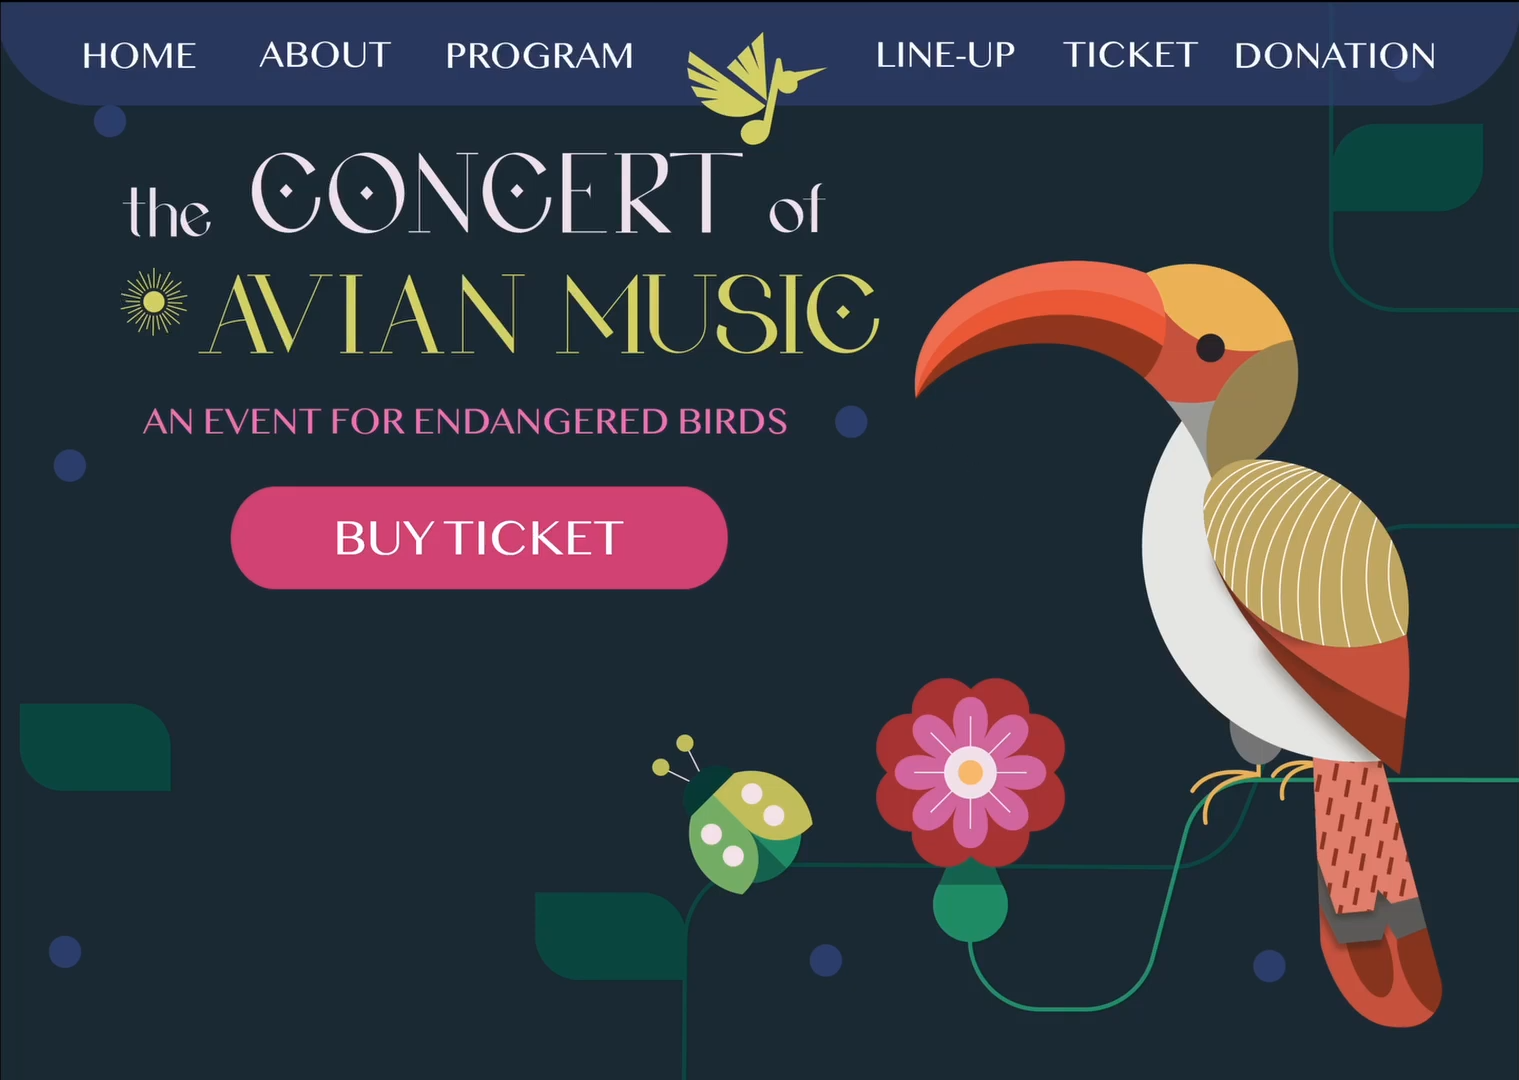 HOME ABOUT PROGRAM LINE-UP TICKET DONATION
the CONCERT of
AVIAN MUSIC
AN EVENT FOR ENDANGERED BIRDS
BUY TICKET